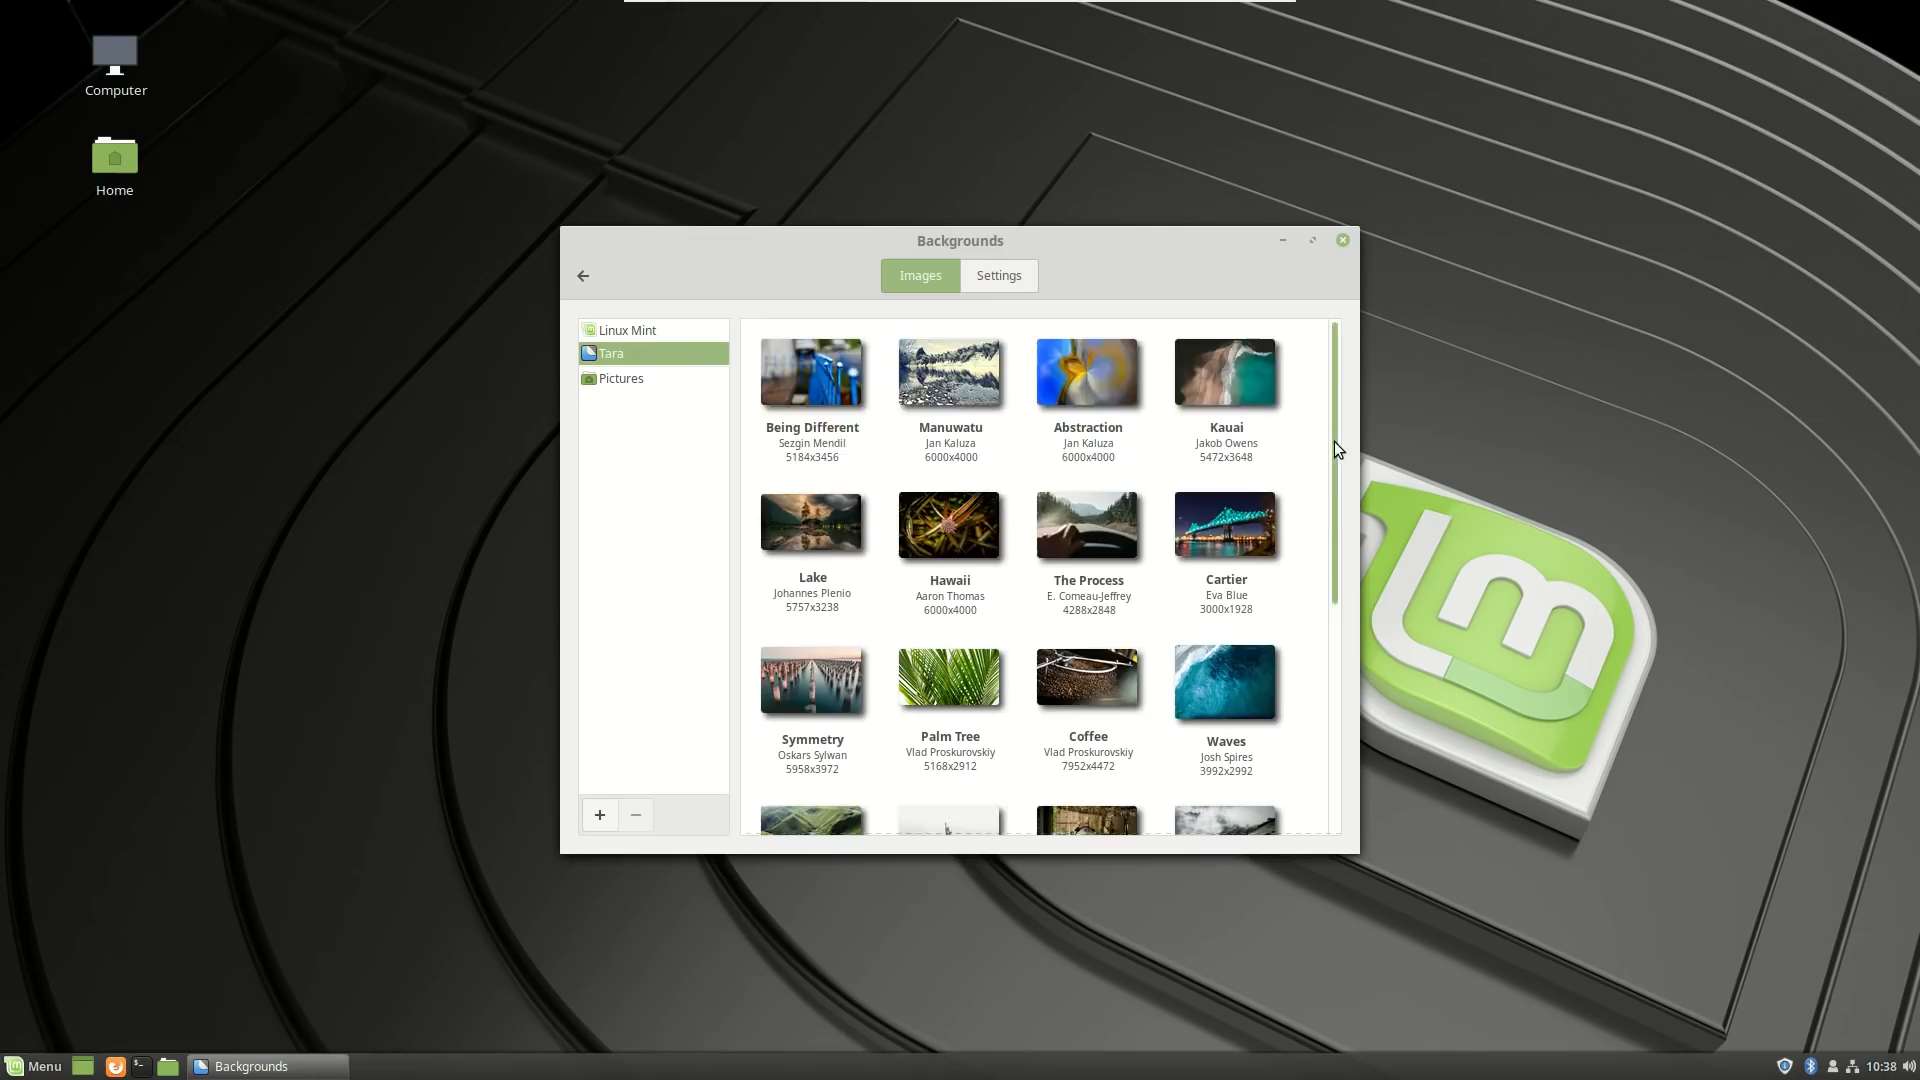 Computer
Home
Backgrounds
Images
Settings
Linux Mint
Tara
Pictures
Being Different
Sezgin Mendil
5184x3456
Manuwatu
Jan Kaluza
6000x4000
Abstraction
Jan Kaluza
6000x4000
Kauai
Jakob Owens
5472x3648
Lake
Johannes Plenio
5757x3238
Hawaii
Aaron Thomas
6000x4000
The Process
E. Comeau-Jeffrey
4288x2848
Cartier
Eva Blue
3000x1928
Symmetry
Oskars Sylwan
5958x3972
Palm Tree
Vlad Proskurovskiy
5168x2912
Coffee
Vlad Proskurovskiy
7952x4472
Waves
Josh Spires
3992x2992
Menu
Backgrounds
10:38